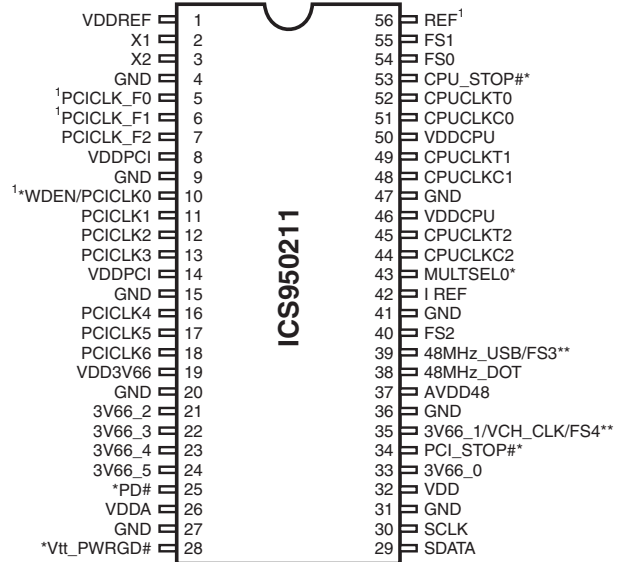 VDDREF 1 56 REF¹
X1 2 55 FS1
X2 3 54 FS0
GND 4 53 CPU_STOP#*
¹PCICLK_F0 5 52 CPUCLKT0
¹PCICLK_F1 6 51 CPUCLKC0
PCICLK_F2 7 50 VDDCPU
VDDPCI 8 49 CPUCLKT1
GND 9 48 CPUCLKC1
¹*WDEN/PCICLK0 10 47 GND
PCICLK1 11 46 VDDCPU
PCICLK2 12 45 CPUCLKT2
PCICLK3 13 44 CPUCLKC2
VDDPCI 14 43 MULTSEL0*
GND 15 42 I REF
PCICLK4 16 41 GND
PCICLK5 17 40 FS2
PCICLK6 18 39 48MHz_USB/FS3**
VDD3V66 19 38 48MHz_DOT
GND 20 37 AVDD48
3V66_2 21 36 GND
3V66_3 22 35 3V66_1/VCH_CLK/FS4**
3V66_4 23 34 PCI_STOP#*
3V66_5 24 33 3V66_0
*PD# 25 32 VDD
VDDA 26 31 GND
GND 27 30 SCLK
*Vtt_PWRGD# 28 29 SDATA
ICS950211